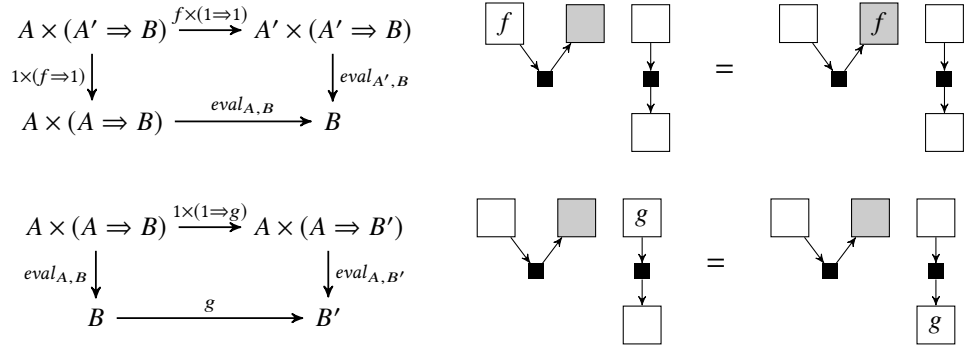 A × (A′ ⇒ B) f×(1⇒1) A′ × (A′ ⇒ B)
1×(f⇒1) eval_{A′,B}
A × (A ⇒ B) eval_{A,B} B
f = f
A × (A ⇒ B) 1×(1⇒g) A × (A ⇒ B′)
eval_{A,B} eval_{A,B′}
B g B′
g = g